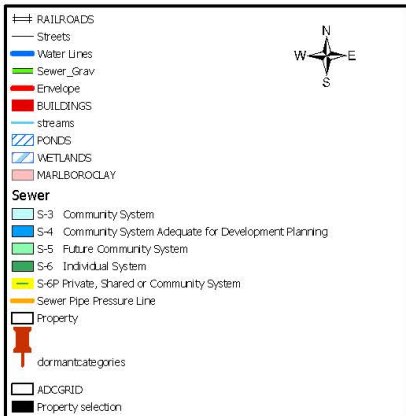 RAILROADS
Streets
Water Lines
Sewer_Grav
Envelope
BUILDINGS
streams
PONDS
WETLANDS
MARLBOROCLAY
Sewer
S-3 Community System
S-4 Community System Adequate for Development Planning
S-5 Future Community System
S-6 Individual System
S-6P Private, Shared or Community System
Sewer Pipe Pressure Line
Property
dormantcategories
ADCGRID
Property selection
N
W E
S